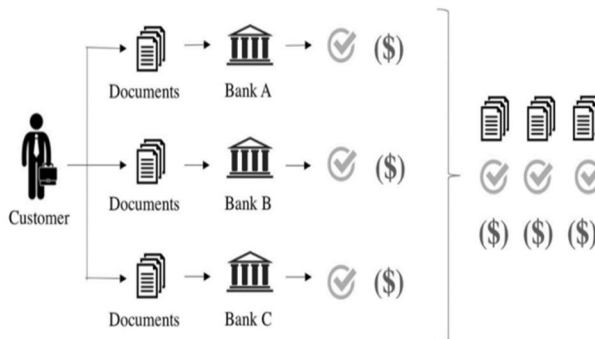 ($)
Documents Bank A
Customer
($)
Documents Bank B
($)
Documents Bank C
($) ($) ($)